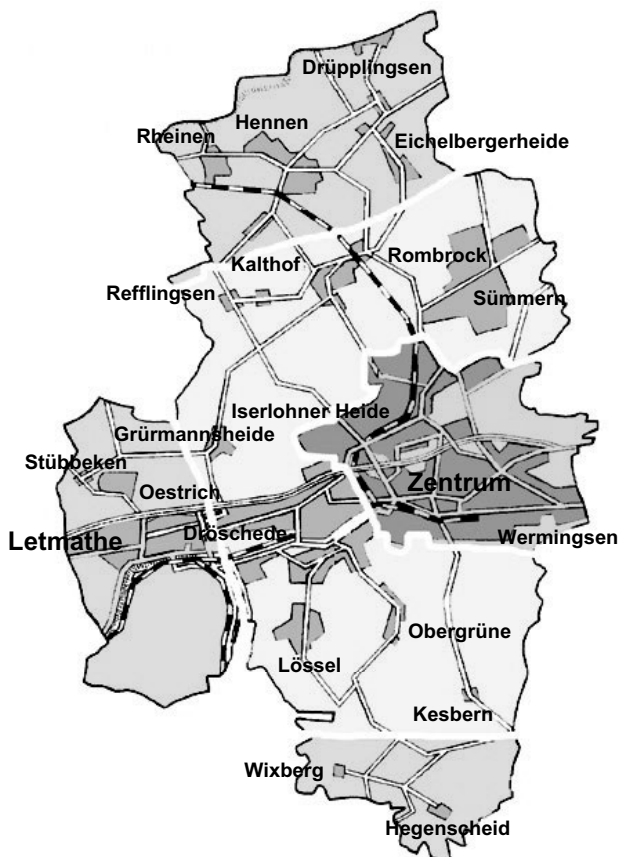 Drüpplingsen
Hennen
Rheinen
Eichelbergerheide
Rombrock
Kalthof
Refflingsen
Sümmern
Iserlohner Heide
Grürmannsheide
Stübbeken
Oestrich
Zentrum
Dröschede
Letmathe
Wermingsen
Obergrüne
Lössel
Kesbern
Wixberg
Hegenscheid